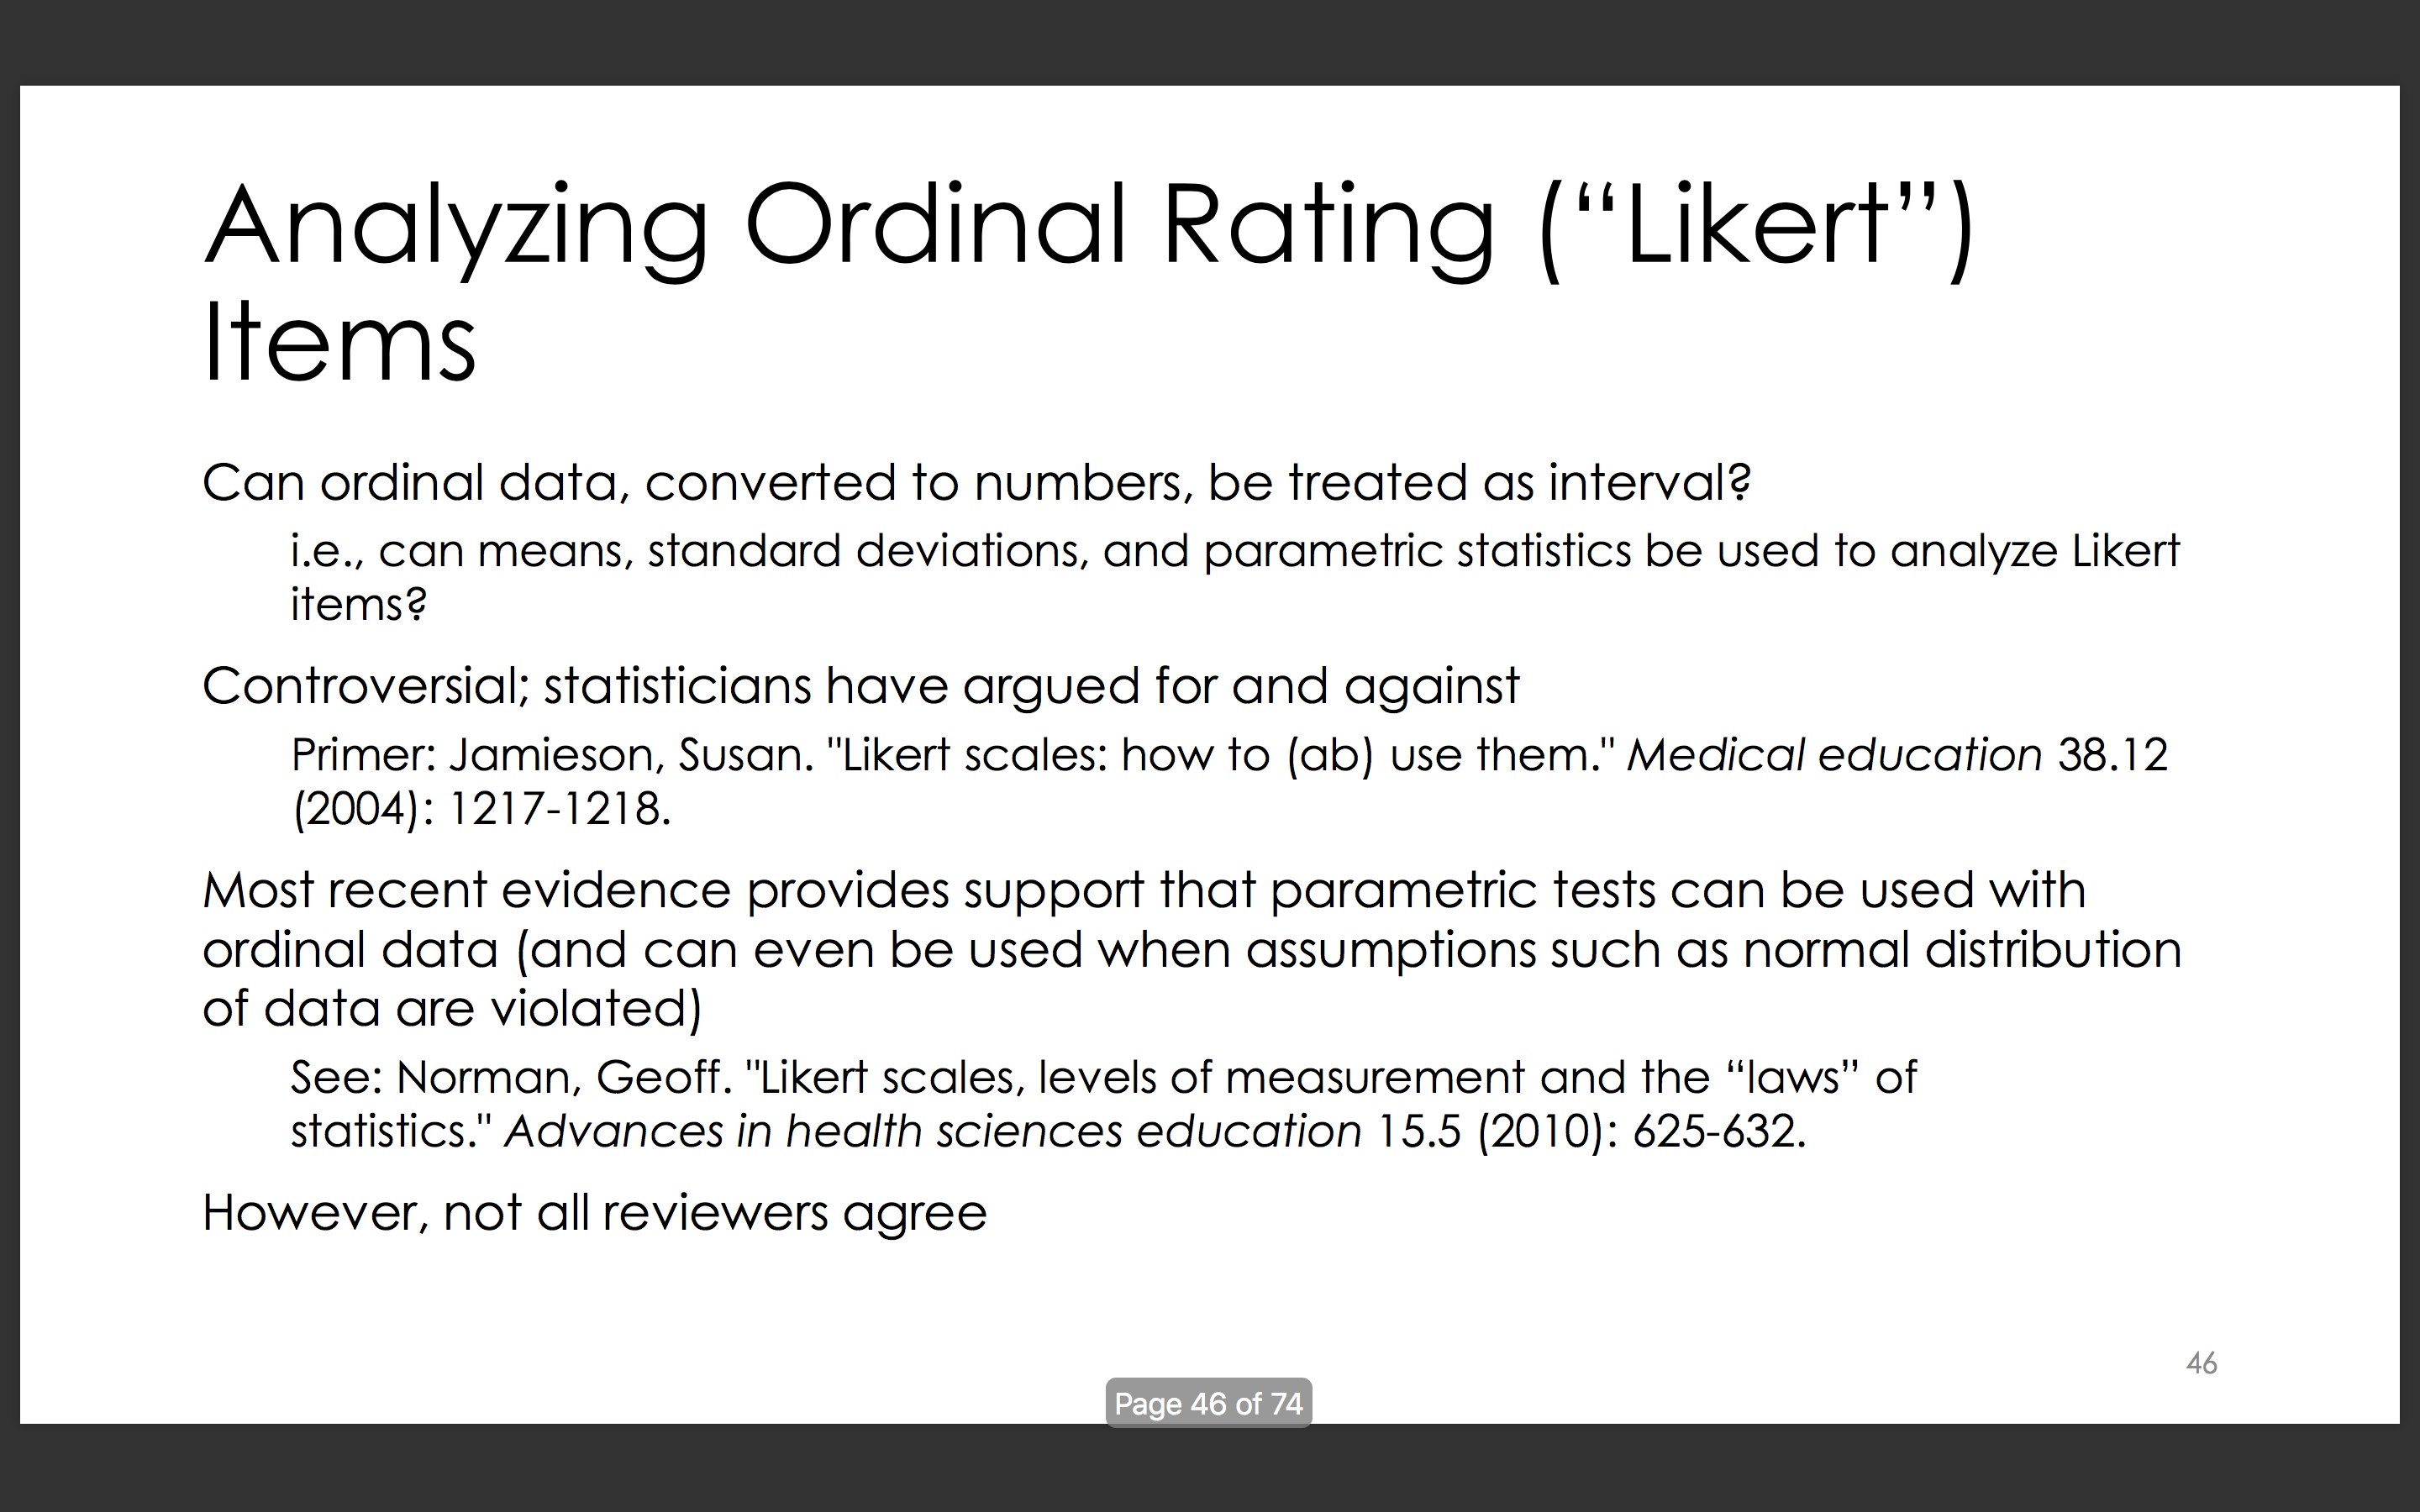 Analyzing Ordinal Rating (“Likert”)
Items
Can ordinal data, converted to numbers, be treated as interval?
i.e., can means, standard deviations, and parametric statistics be used to analyze Likert
items?
Controversial; statisticians have argued for and against
Primer: Jamieson, Susan. "Likert scales: how to (ab) use them." Medical education 38.12
(2004): 1217-1218.
Most recent evidence provides support that parametric tests can be used with
ordinal data (and can even be used when assumptions such as normal distribution
of data are violated)
See: Norman, Geoff. "Likert scales, levels of measurement and the “laws” of
statistics." Advances in health sciences education 15.5 (2010): 625-632.
However, not all reviewers agree
46
Page 46 of 74